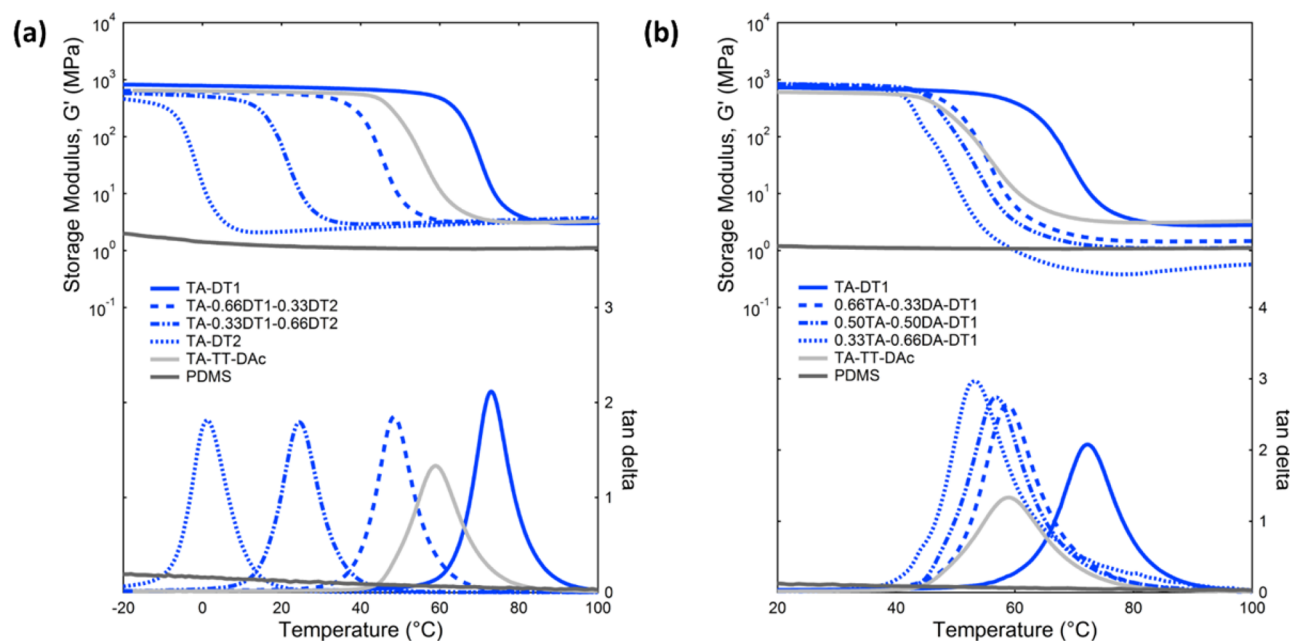 (a)
Storage Modulus, G' (MPa)
10⁴
10³
10²
10¹
10⁰
10⁻¹
TA-DT1
TA-0.66DT1-0.33DT2
TA-0.33DT1-0.66DT2
TA-DT2
TA-TT-DAc
PDMS
3
2
1
0
tan delta
-20 0 20 40 60 80 100
Temperature (°C)
(b)
Storage Modulus, G' (MPa)
10⁴
10³
10²
10¹
10⁰
10⁻¹
TA-DT1
0.66TA-0.33DA-DT1
0.50TA-0.50DA-DT1
0.33TA-0.66DA-DT1
TA-TT-DAc
PDMS
4
3
2
1
0
tan delta
20 40 60 80 100
Temperature (°C)